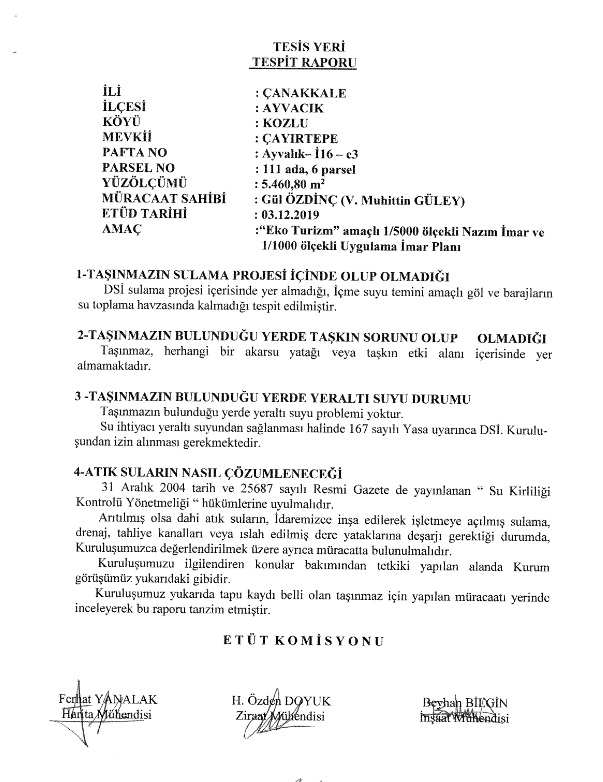 TESİS YERİ
TESPİT RAPORU
İLİ : ÇANAKKALE
İLÇESİ : AYVACIK
KÖYÜ : KOZLU
MEVKİİ : ÇAYIRTEPE
PAFTA NO : Ayvalık– İ16 – c3
PARSEL NO : 111 ada, 6 parsel
YÜZÖLÇÜMÜ : 5.460,80 m²
MÜRACAAT SAHİBİ : Gül ÖZDİNÇ (V. Muhittin GÜLEY)
ETÜD TARİHİ : 03.12.2019
AMAÇ :“Eko Turizm” amaçlı 1/5000 ölçekli Nazım İmar ve
1/1000 ölçekli Uygulama İmar Planı
1-TAŞINMAZIN SULAMA PROJESİ İÇİNDE OLUP OLMADIĞI
DSİ sulama projesi içerisinde yer almadığı, İçme suyu temini amaçlı göl ve barajların
su toplama havzasında kalmadığı tespit edilmiştir.
2-TAŞINMAZIN BULUNDUĞU YERDE TAŞKIN SORUNU OLUP OLMADIĞI
Taşınmaz, herhangi bir akarsu yatağı veya taşkın etki alanı içerisinde yer
almamaktadır.
3 -TAŞINMAZIN BULUNDUĞU YERDE YERALTI SUYU DURUMU
Taşınmazın bulunduğu yerde yeraltı suyu problemi yoktur.
Su ihtiyacı yeraltı suyundan sağlanması halinde 167 sayılı Yasa uyarınca DSİ. Kurulu-
şundan izin alınması gerekmektedir.
4-ATIK SULARIN NASIL ÇÖZUMLENECEĞİ
31 Aralık 2004 tarih ve 25687 sayılı Resmi Gazete de yayınlanan “ Su Kirliliği
Kontrolü Yönetmeliği “ hükümlerine uyulmalıdır.
Arıtılmış olsa dahi atık suların, İdaremizce inşa edilerek işletmeye açılmış sulama,
drenaj, tahliye kanalları veya ıslah edilmiş dere yataklarına deşarjı gerektiği durumda,
Kuruluşumuzca değerlendirilmek üzere ayrıca müracatta bulunulmalıdır.
Kuruluşumuzu ilgilendiren konular bakımından tetkiki yapılan alanda Kurum
görüşümüz yukarıdaki gibidir.
Kuruluşumuz yukarıda tapu kaydı belli olan taşınmaz için yapılan müracaatı yerinde
inceleyerek bu raporu tanzim etmiştir.
E T Ü T K O M İ S Y O N U
Ferhat YANALAK H. Özden DOYUK Beyhan BİLGİN
Harita Mühendisi Ziraat Mühendisi İnşaat Mühendisi